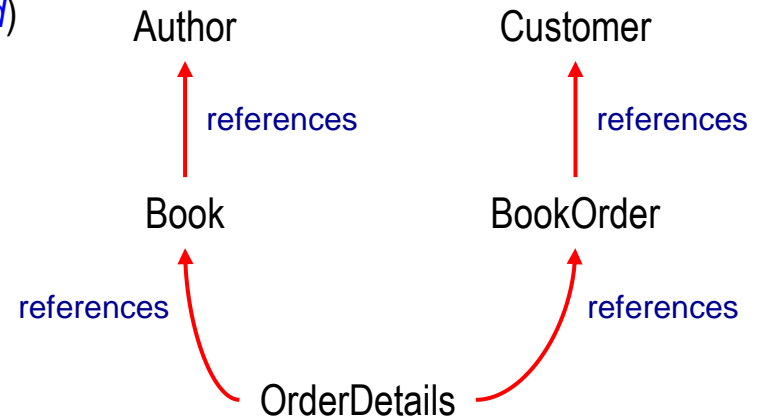 d)
Author Customer
references references
Book BookOrder
references references
OrderDetails